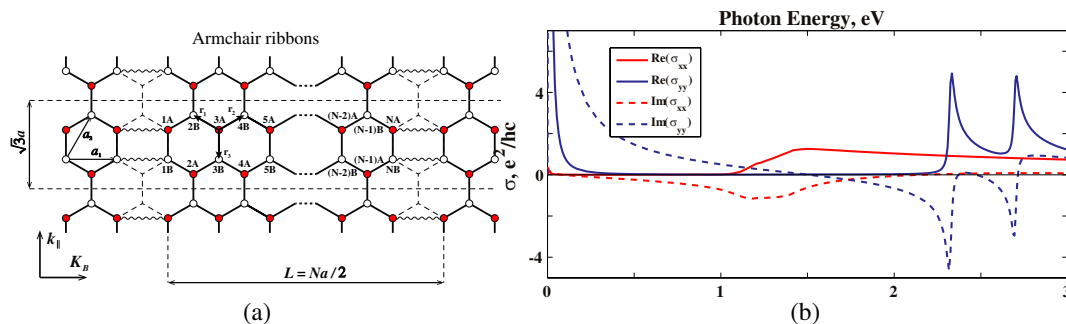 Armchair ribbons
√3a
a₂
a₁
1A
2B
r₁
3A
r₂
4B
5A
(N-2)A
(N-1)B
NA
1B
2A
r₃
3B
4A
5B
(N-1)A
(N-2)B
NB
k∥
K_B
L = Na/2
(a)
Photon Energy, eV
σ, e²/hc
4
2
0
-4
Re(σxx)
Re(σyy)
Im(σxx)
Im(σyy)
0
1
2
3
(b)